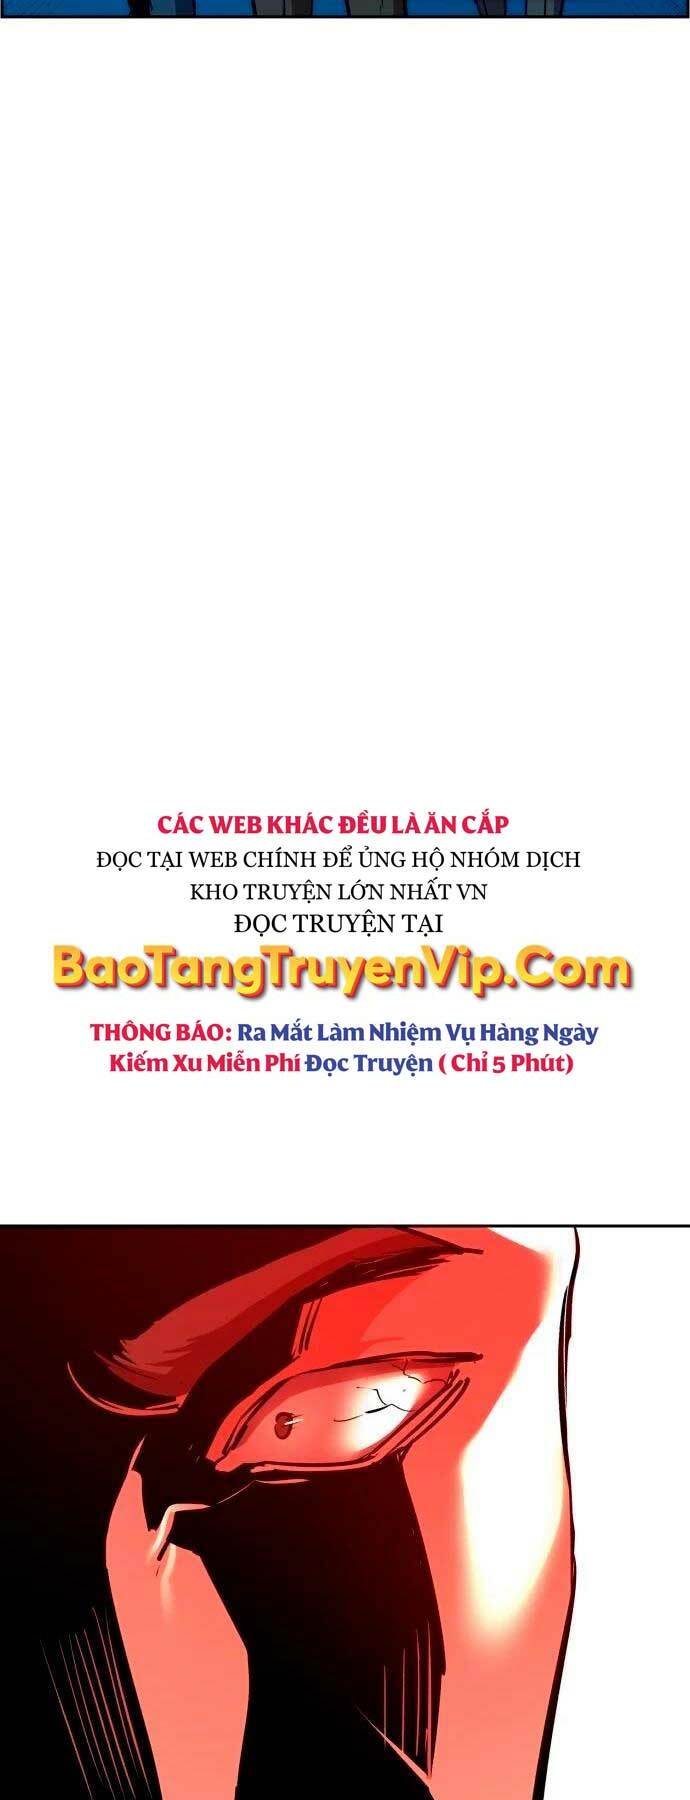 CÁC WEB KHÁC ĐỀU LÀ ĂN CẮP
ĐỌC TẠI WEB CHÍNH ĐỂ ỦNG HỘ NHÓM DỊCH
KHO TRUYỆN LỚN NHẤT VN
ĐỌC TRUYỆN TẠI
BaoTangTruyenVip.Com
THÔNG BÁO: Ra Mắt Làm Nhiệm Vụ Hàng Ngày
Kiếm Xu Miễn Phí Đọc Truyện ( Chỉ 5 Phút)